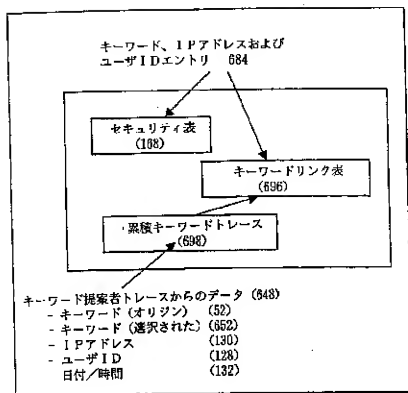 キーワード、IPアドレスおよび
ユーザIDエントリ 684
セキュリティ表
(168)
キーワードリンク表
(696)
累積キーワードトレース
(698)
キーワード提案者トレースからのデータ (648)
- キーワード (オリジン) (52)
- キーワード (選択された) (652)
- IPアドレス (130)
- ユーザID (128)
日付/時間 (132)